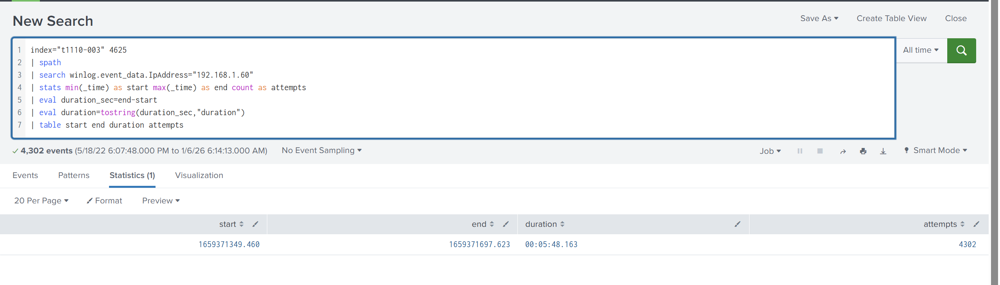 New Search
Save As Create Table View Close
1 index="t1110-003" 4625
2 | spath
3 | search winlog.event_data.IpAddress="192.168.1.60"
4 | stats min(_time) as start max(_time) as end count as attempts
5 | eval duration_sec=end-start
6 | eval duration=tostring(duration_sec,"duration")
7 | table start end duration attempts
All time
✓ 4,302 events (5/18/22 6:07:48.000 PM to 1/6/26 6:14:13.000 AM) No Event Sampling
Job Smart Mode
Events Patterns Statistics (1) Visualization
20 Per Page Format Preview
start end duration attempts
1659371349.460 1659371697.623 00:05:48.163 4302